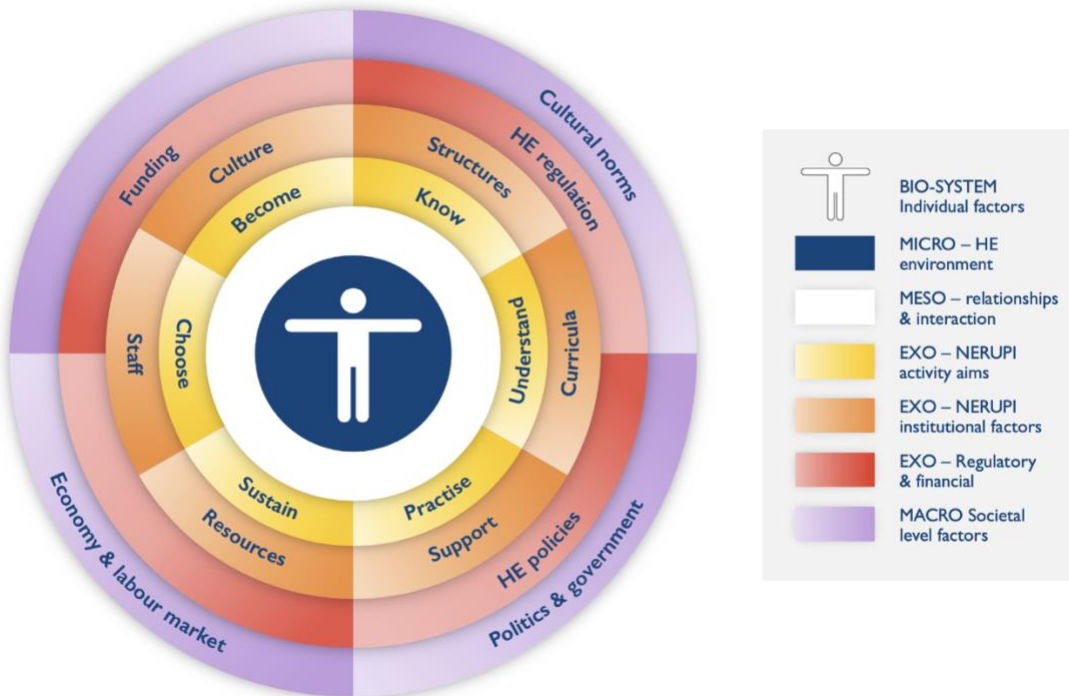 Cultural norms
HE regulation
Funding
Culture
Structures
Become
Know
Staff
Choose
Understand
Curricula
Sustain
Practise
Resources
Support
HE policies
Economy & labour market
Politics & government
BIO-SYSTEM
Individual factors
MICRO – HE
environment
MESO – relationships
& interaction
EXO – NERUPI
activity aims
EXO – NERUPI
institutional factors
EXO – Regulatory
& financial
MACRO Societal
level factors